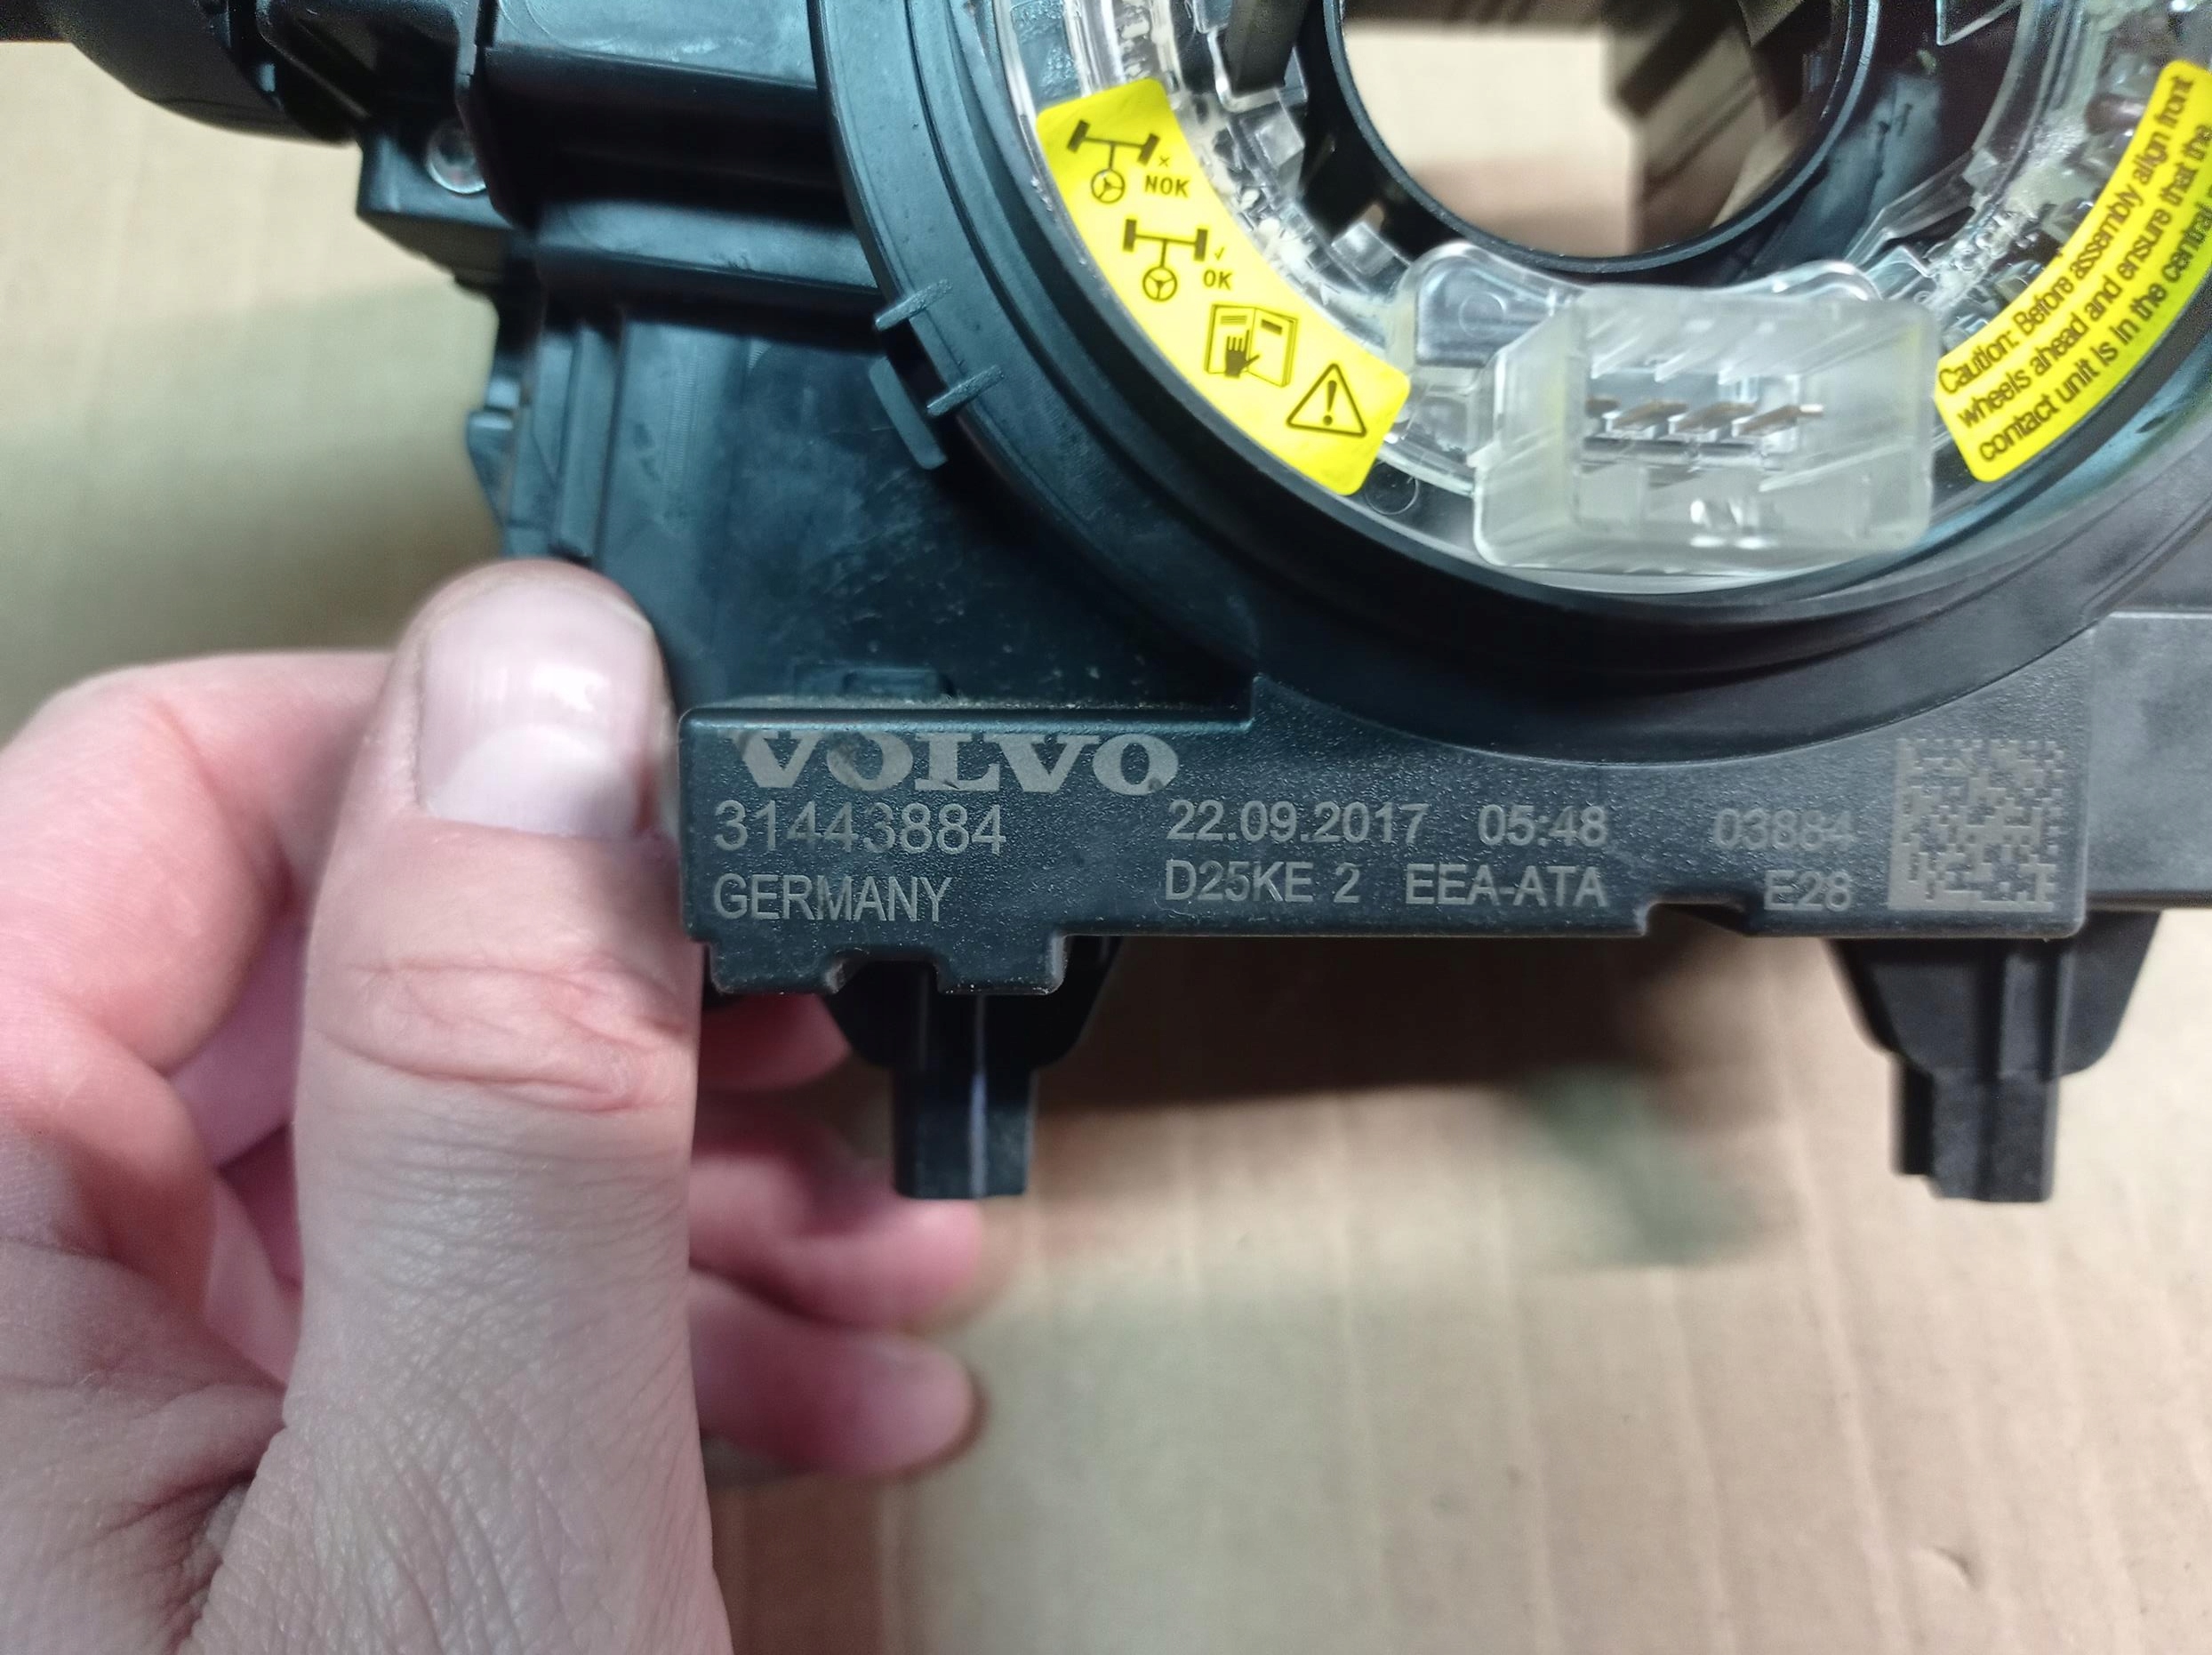 NOK
OK
Caution: Before assembly align front
wheels ahead and ensure that the
contact unit is in the central
VOLVO
31443884 22.09.2017 05:48 03884
GERMANY D25KE 2 EEA-ATA E28